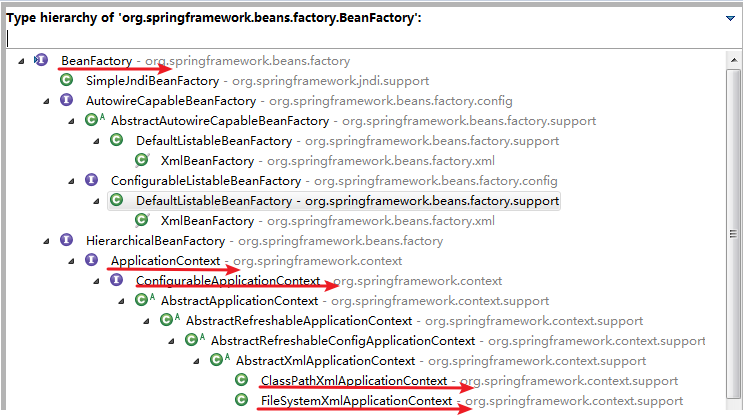 Type hierarchy of 'org.springframework.beans.factory.BeanFactory':
BeanFactory - org.springframework.beans.factory
SimpleJndiBeanFactory - org.springframework.jndi.support
AutowireCapableBeanFactory - org.springframework.beans.factory.config
AbstractAutowireCapableBeanFactory - org.springframework.beans.factory.support
DefaultListableBeanFactory - org.springframework.beans.factory.support
XmlBeanFactory - org.springframework.beans.factory.xml
ConfigurableListableBeanFactory - org.springframework.beans.factory.config
DefaultListableBeanFactory - org.springframework.beans.factory.support
XmlBeanFactory - org.springframework.beans.factory.xml
HierarchicalBeanFactory - org.springframework.beans.factory
ApplicationContext - org.springframework.context
ConfigurableApplicationContext - org.springframework.context
AbstractApplicationContext - org.springframework.context.support
AbstractRefreshableApplicationContext - org.springframework.context.support
AbstractRefreshableConfigApplicationContext - org.springframework.context.support
AbstractXmlApplicationContext - org.springframework.context.support
ClassPathXmlApplicationContext - org.springframework.context.support
FileSystemXmlApplicationContext - org.springframework.context.support